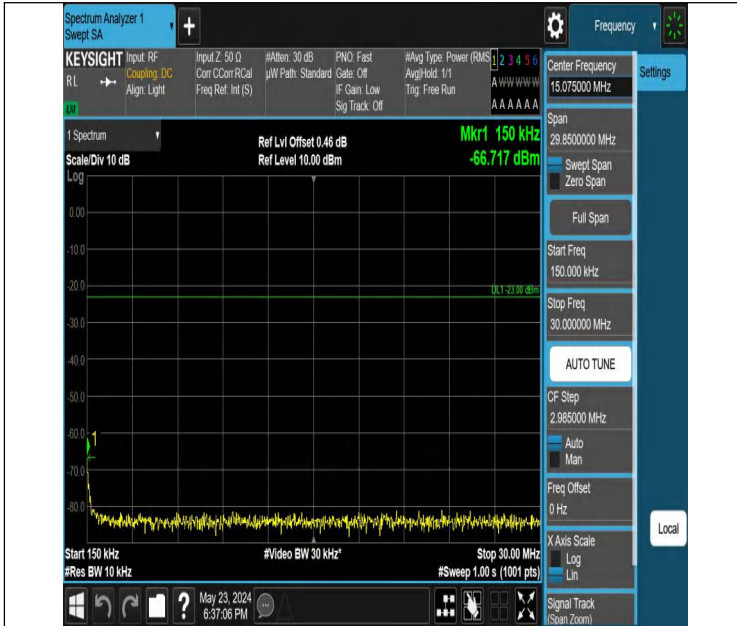 Spectrum Analyzer 1
Swept SA
+
Frequency
KEYSIGHT
RL
Input: RF
Coupling: DC
Align: Light
Input Z: 50 Ω
Corr CCorr RCal
Freq Ref: Int (S)
#Atten: 30 dB
µW Path: Standard
PNO: Fast
Gate: Off
IF Gain: Low
Sig Track: Off
#Avg Type: Power (RMS
Avg|Hold: 1/1
Trig: Free Run
1 2 3 4 5 6
A W W W W W
A A A A A A
1 Spectrum
Scale/Div 10 dB
Log
Ref Lvl Offset 0.46 dB
Ref Level 10.00 dBm
Mkr1 150 kHz
-66.717 dBm
0.00
-10.0
-20.0
DL1 -23.00 dBm
-30.0
-40.0
-50.0
-60.0
1
-70.0
-80.0
Start 150 kHz
#Res BW 10 kHz
#Video BW 30 kHz*
Stop 30.00 MHz
#Sweep 1.00 s (1001 pts)
?
May 23, 2024
6:37:06 PM
Center Frequency
15.075000 MHz
Settings
Span
29.8500000 MHz
Swept Span
Zero Span
Full Span
Start Freq
150.000 kHz
Stop Freq
30.000000 MHz
AUTO TUNE
CF Step
2.985000 MHz
Auto
Man
Freq Offset
0 Hz
Local
X Axis Scale
Log
Lin
Signal Track
(Span Zoom)